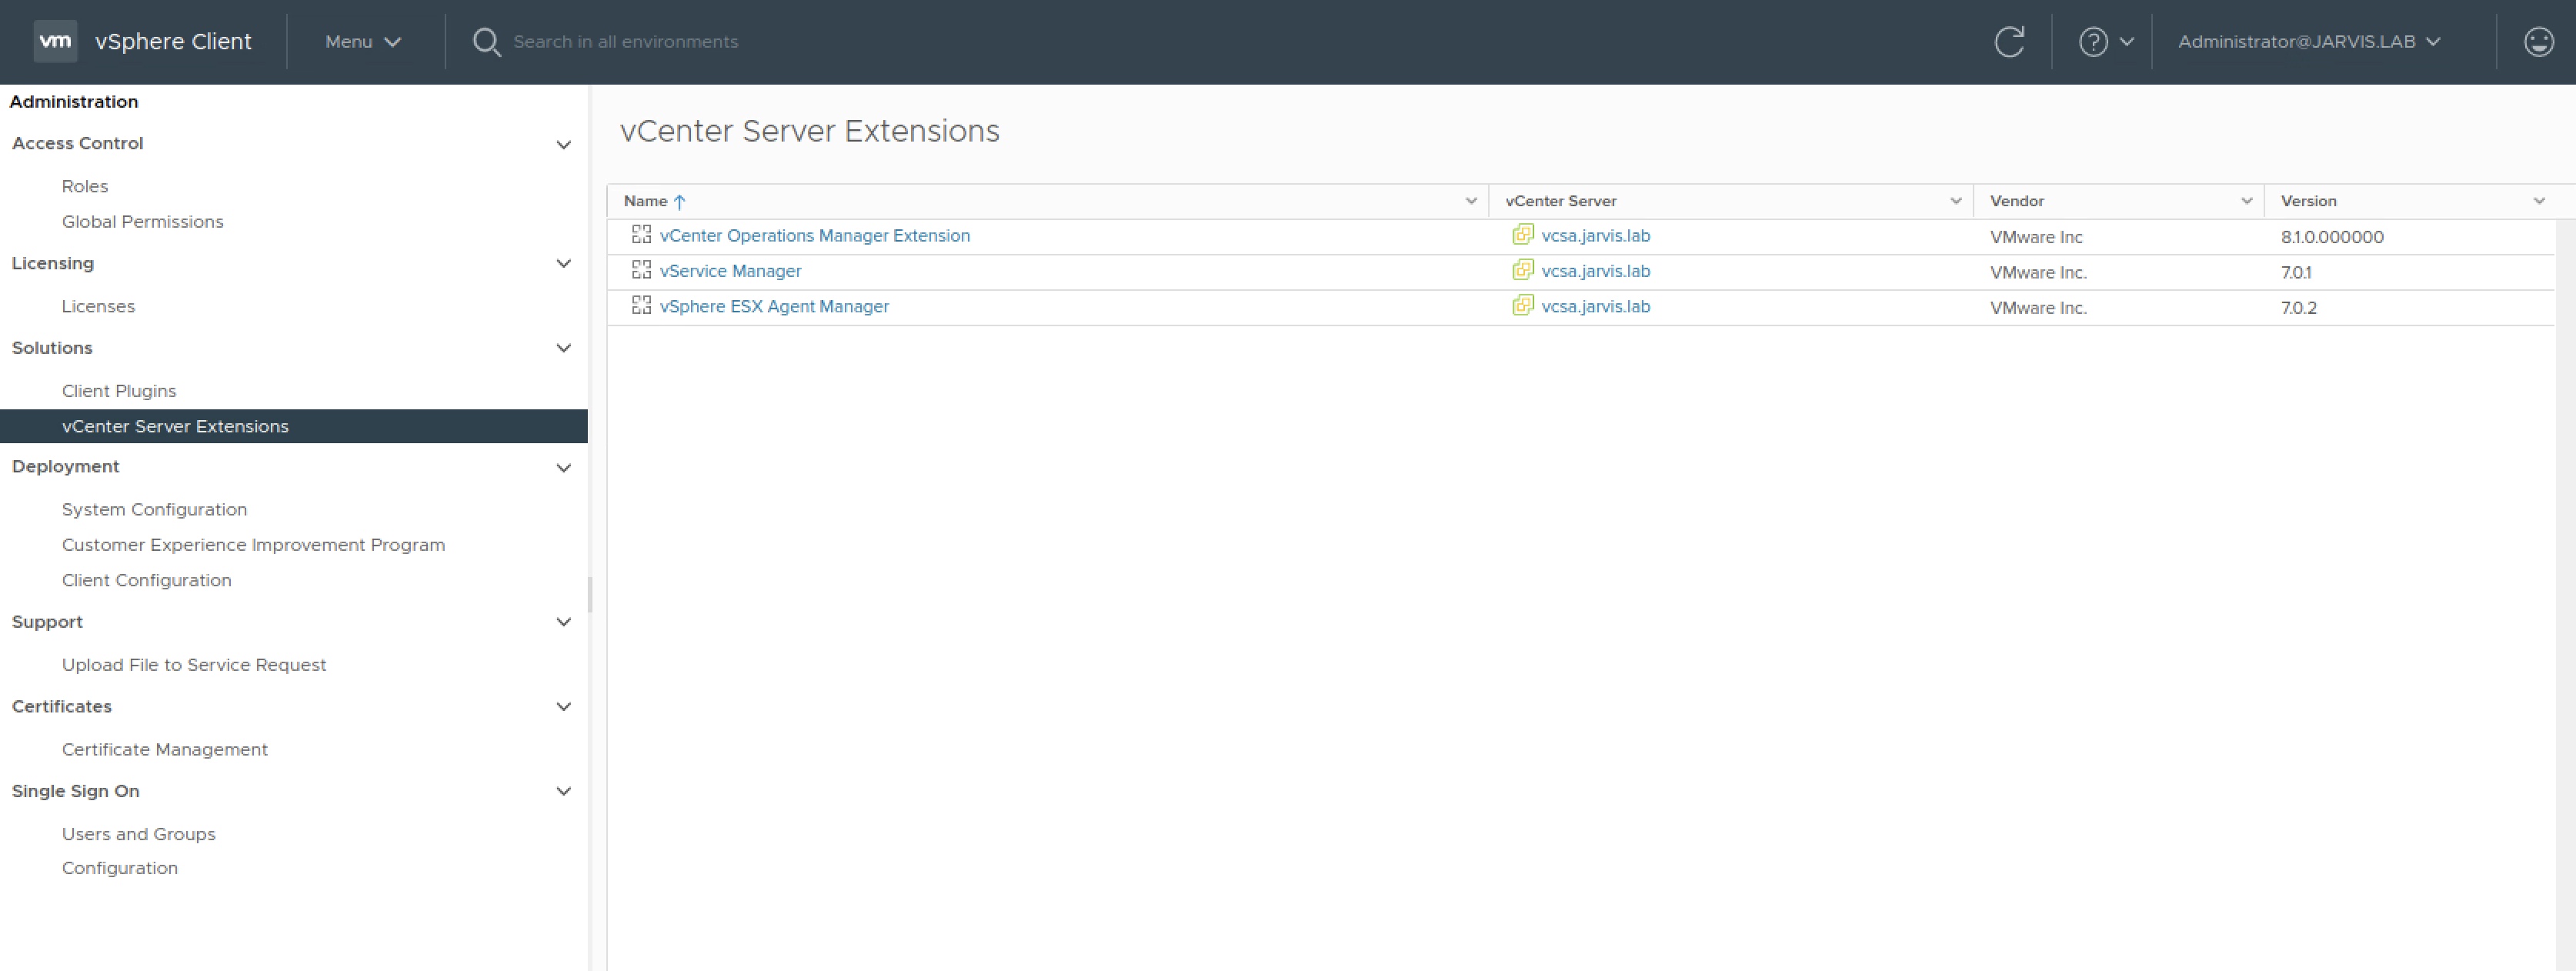 vm vSphere Client Menu Search in all environments ? Administrator@JARVIS.LAB
Administration
Access Control
Roles
Global Permissions
Licensing
Licenses
Solutions
Client Plugins
vCenter Server Extensions
Deployment
System Configuration
Customer Experience Improvement Program
Client Configuration
Support
Upload File to Service Request
Certificates
Certificate Management
Single Sign On
Users and Groups
Configuration
vCenter Server Extensions
Name vCenter Server Vendor Version
vCenter Operations Manager Extension vcsa.jarvis.lab VMware Inc 8.1.0.000000
vService Manager vcsa.jarvis.lab VMware Inc. 7.0.1
vSphere ESX Agent Manager vcsa.jarvis.lab VMware Inc. 7.0.2